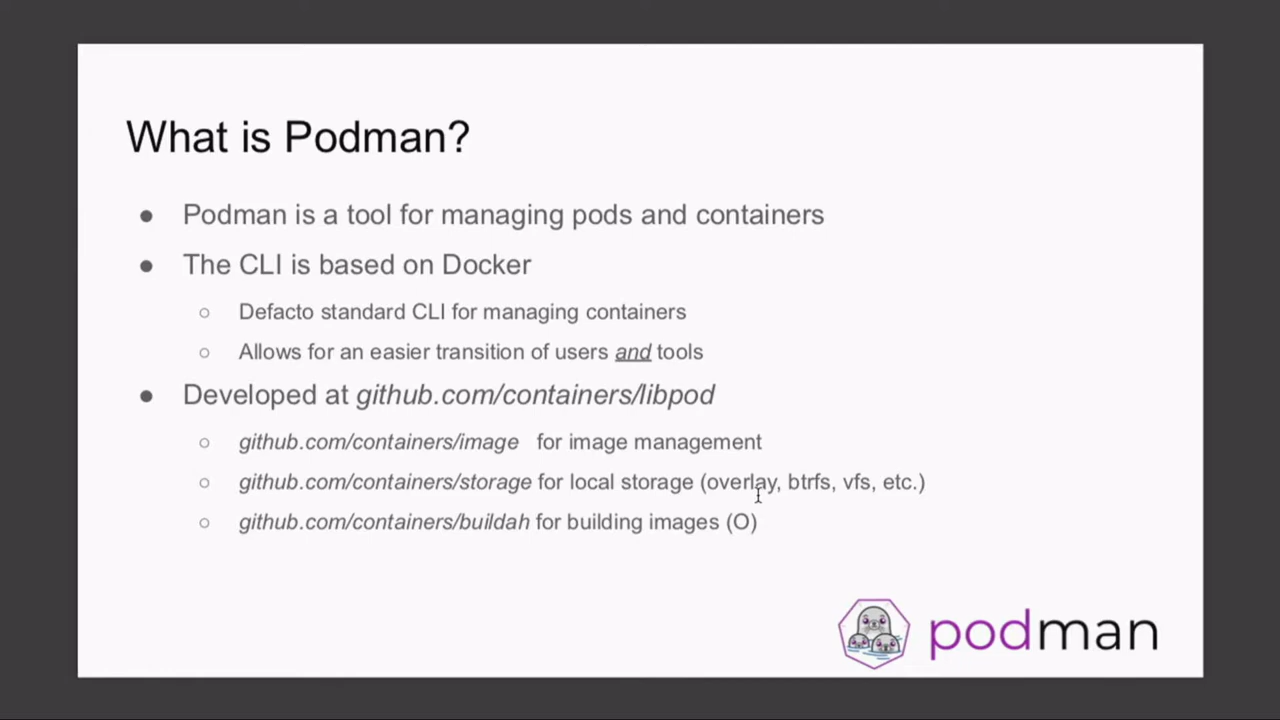 What is Podman?
● Podman is a tool for managing pods and containers
● The CLI is based on Docker
○ Defacto standard CLI for managing containers
○ Allows for an easier transition of users and tools
● Developed at github.com/containers/libpod
○ github.com/containers/image for image management
○ github.com/containers/storage for local storage (overlay, btrfs, vfs, etc.)
○ github.com/containers/buildah for building images (O)
podman